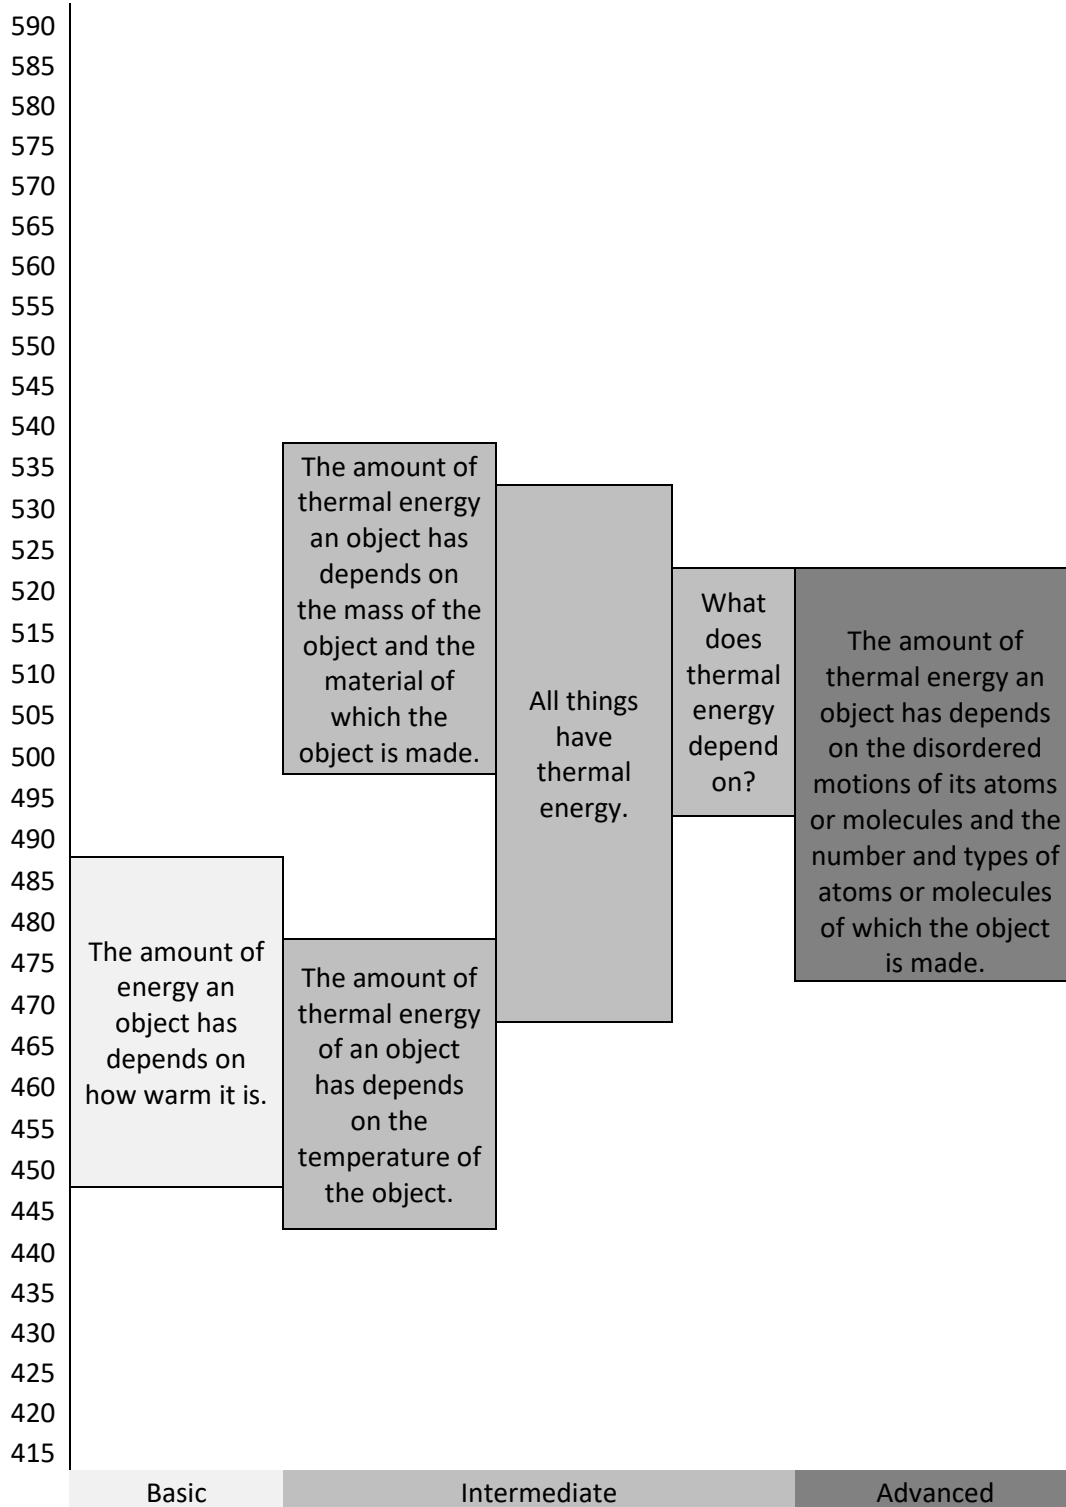 590
585
580
575
570
565
560
555
550
545
540
535
530
525
520
515
510
505
500
495
490
485
480
475
470
465
460
455
450
445
440
435
430
425
420
415
The amount of
energy an
object has
depends on
how warm it is.
The amount of
thermal energy
an object has
depends on
the mass of the
object and the
material of
which the
object is made.
The amount of
thermal energy
of an object
has depends
on the
temperature of
the object.
All things
have
thermal
energy.
What
does
thermal
energy
depend
on?
The amount of
thermal energy an
object has depends
on the disordered
motions of its atoms
or molecules and the
number and types of
atoms or molecules
of which the object
is made.
Basic
Intermediate
Advanced